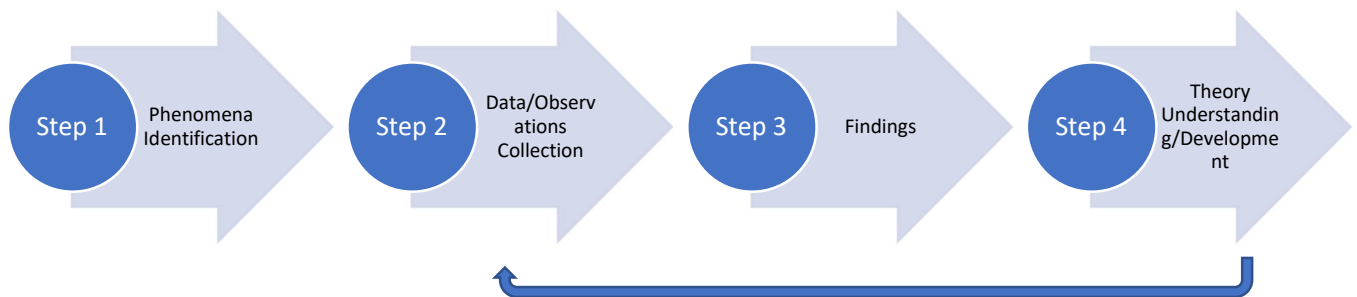 Step 1
Phenomena
Identification
Step 2
Data/Observ
ations
Collection
Step 3
Findings
Step 4
Theory
Understandin
g/Developme
nt